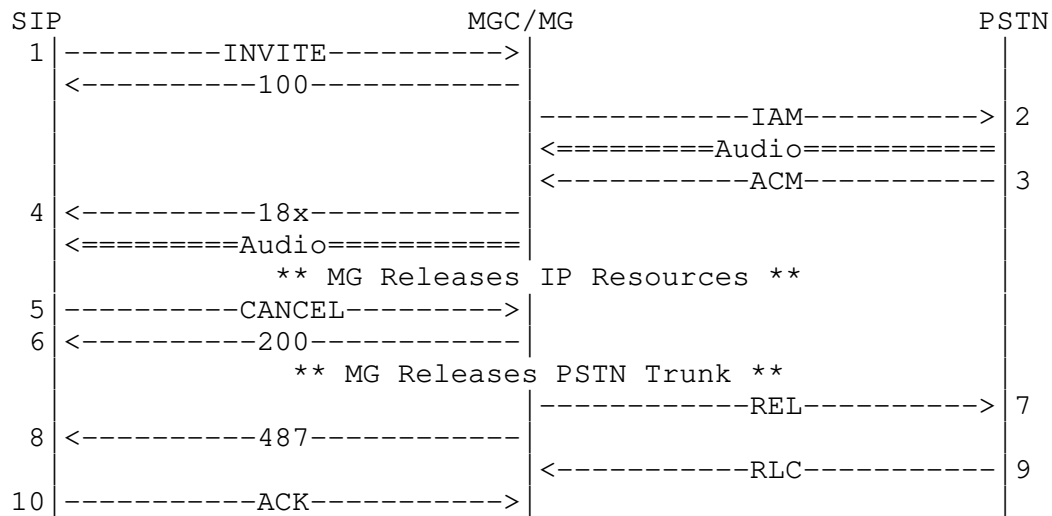 SIP                       MGC/MG                       PSTN
 1|---------INVITE---------->|                          |
  |<----------100------------|                          |
  |                          |------------IAM---------->|2
  |                          |<=========Audio===========|
  |                          |<-----------ACM-----------|3
 4|<----------18x------------|                          |
  |<=========Audio===========|                          |
            ** MG Releases IP Resources **
 5|----------CANCEL--------->|                          |
 6|<----------200------------|                          |
             ** MG Releases PSTN Trunk **
  |                          |------------REL---------->|7
 8|<----------487------------|                          |
  |                          |<-----------RLC-----------|9
10|-----------ACK----------->|                          |